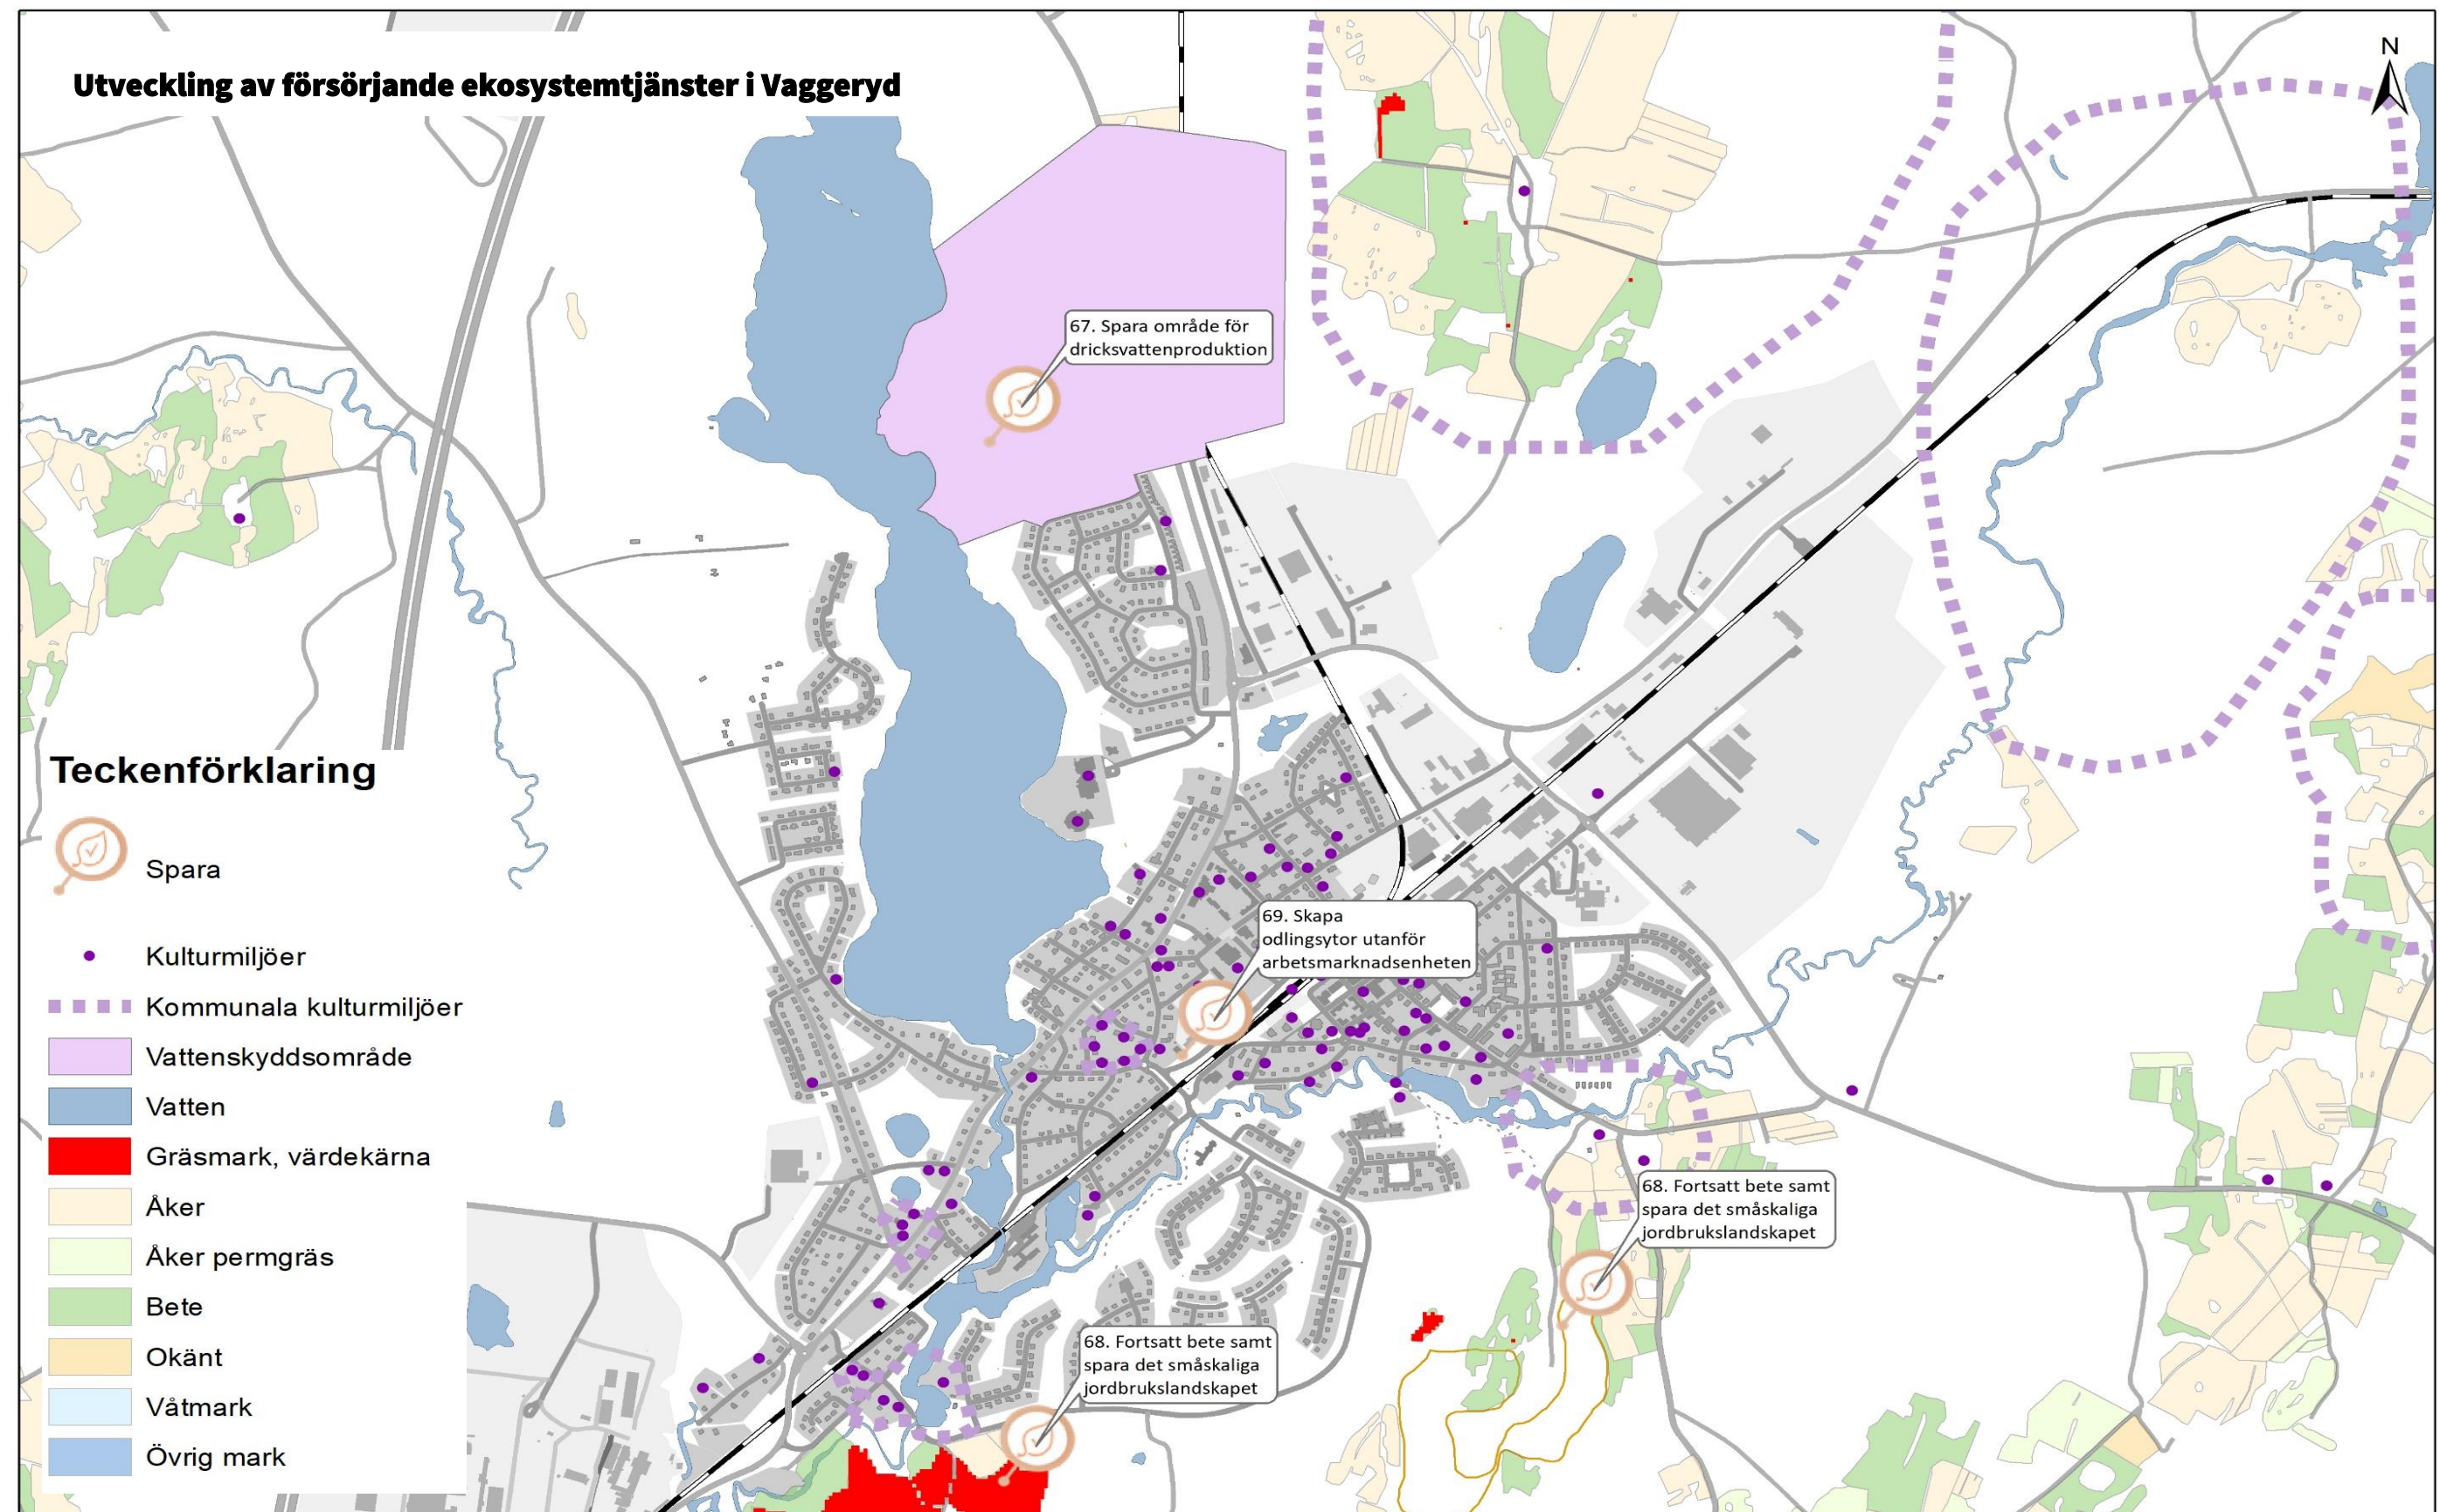 Utveckling av försörjande ekosystemtjänster i Vaggeryd
N
67. Spara område för
dricksvattenproduktion
69. Skapa
odlingsytor utanför
arbetsmarknadsenheten
68. Fortsatt bete samt
spara det småskaliga
jordbrukslandskapet
68. Fortsatt bete samt
spara det småskaliga
jordbrukslandskapet
Teckenförklaring
Spara
Kulturmiljöer
Kommunala kulturmiljöer
Vattenskyddsområde
Vatten
Gräsmark, värdekärna
Åker
Åker permgräs
Bete
Okänt
Våtmark
Övrig mark